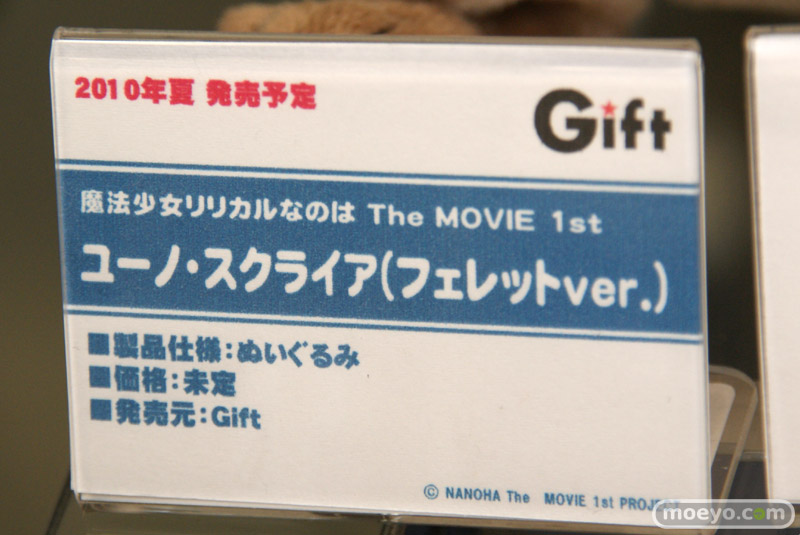 2010年夏 発売予定
Gift
魔法少女リリカルなのは The MOVIE 1st
ユーノ・スクライア(フェレットver.)
■製品仕様:ぬいぐるみ
■価格:未定
■発売元:Gift
© NANOHA The MOVIE 1st PROJECT
moeyo.com